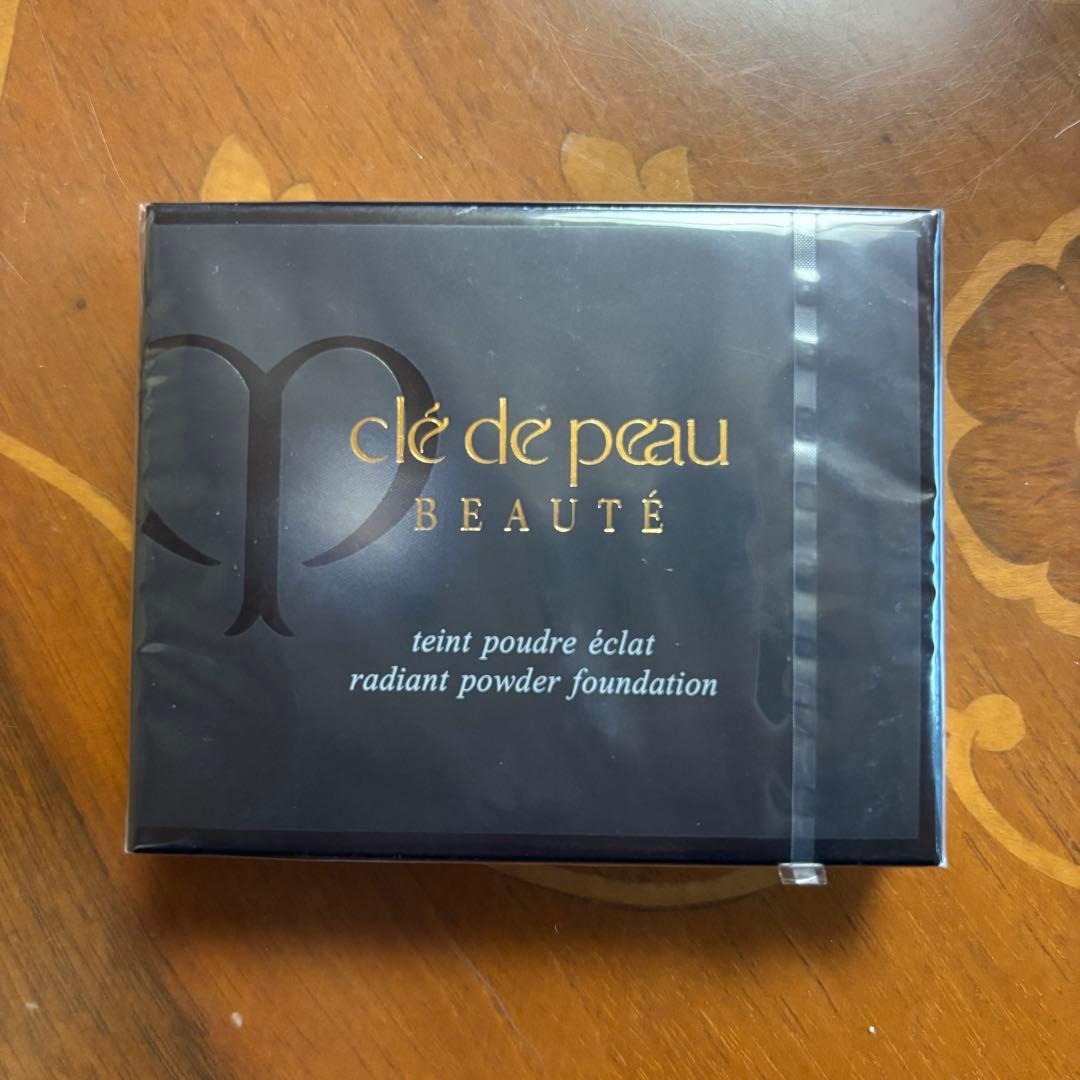 clé de peau
BEAUTÉ
teint poudre éclat
radiant powder foundation